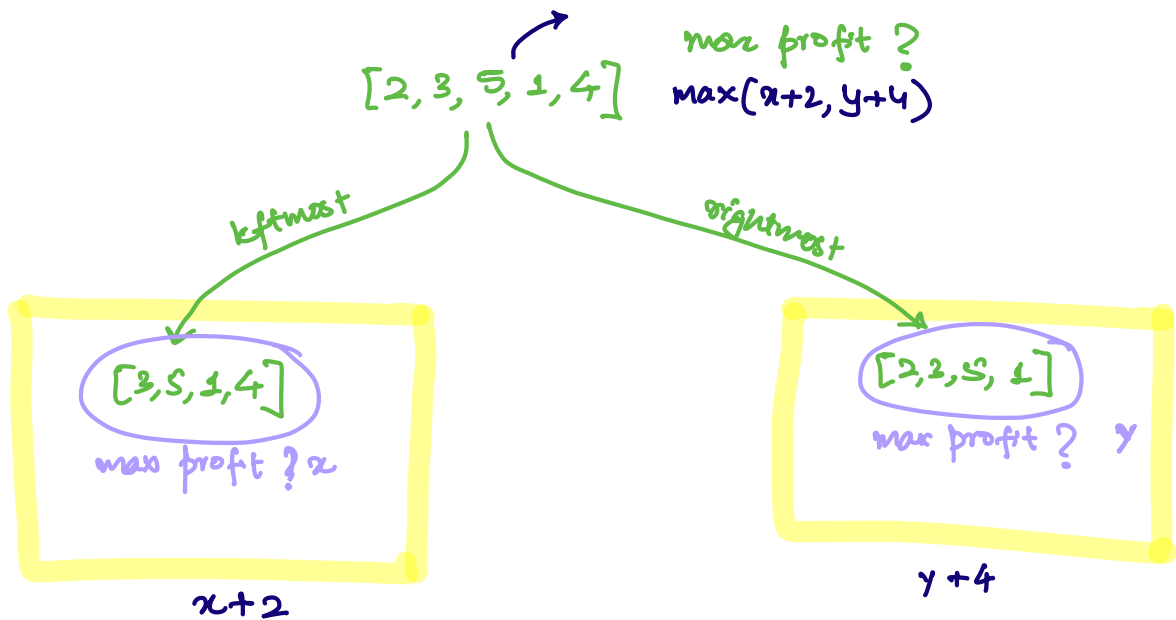 max profit ?
[2, 3, 5, 1, 4]
max(x+2, y+4)
leftmost
rightmost
[3, 5, 1, 4]
[2, 3, 5, 1]
max profit ? x
max profit ? y
x+2
y+4